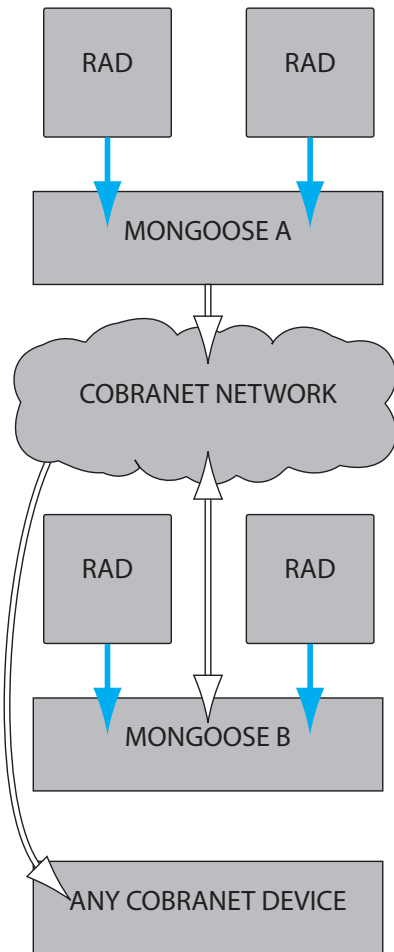 RAD
RAD
MONGOOSE A
COBRANET NETWORK
RAD
RAD
MONGOOSE B
ANY COBRANET DEVICE